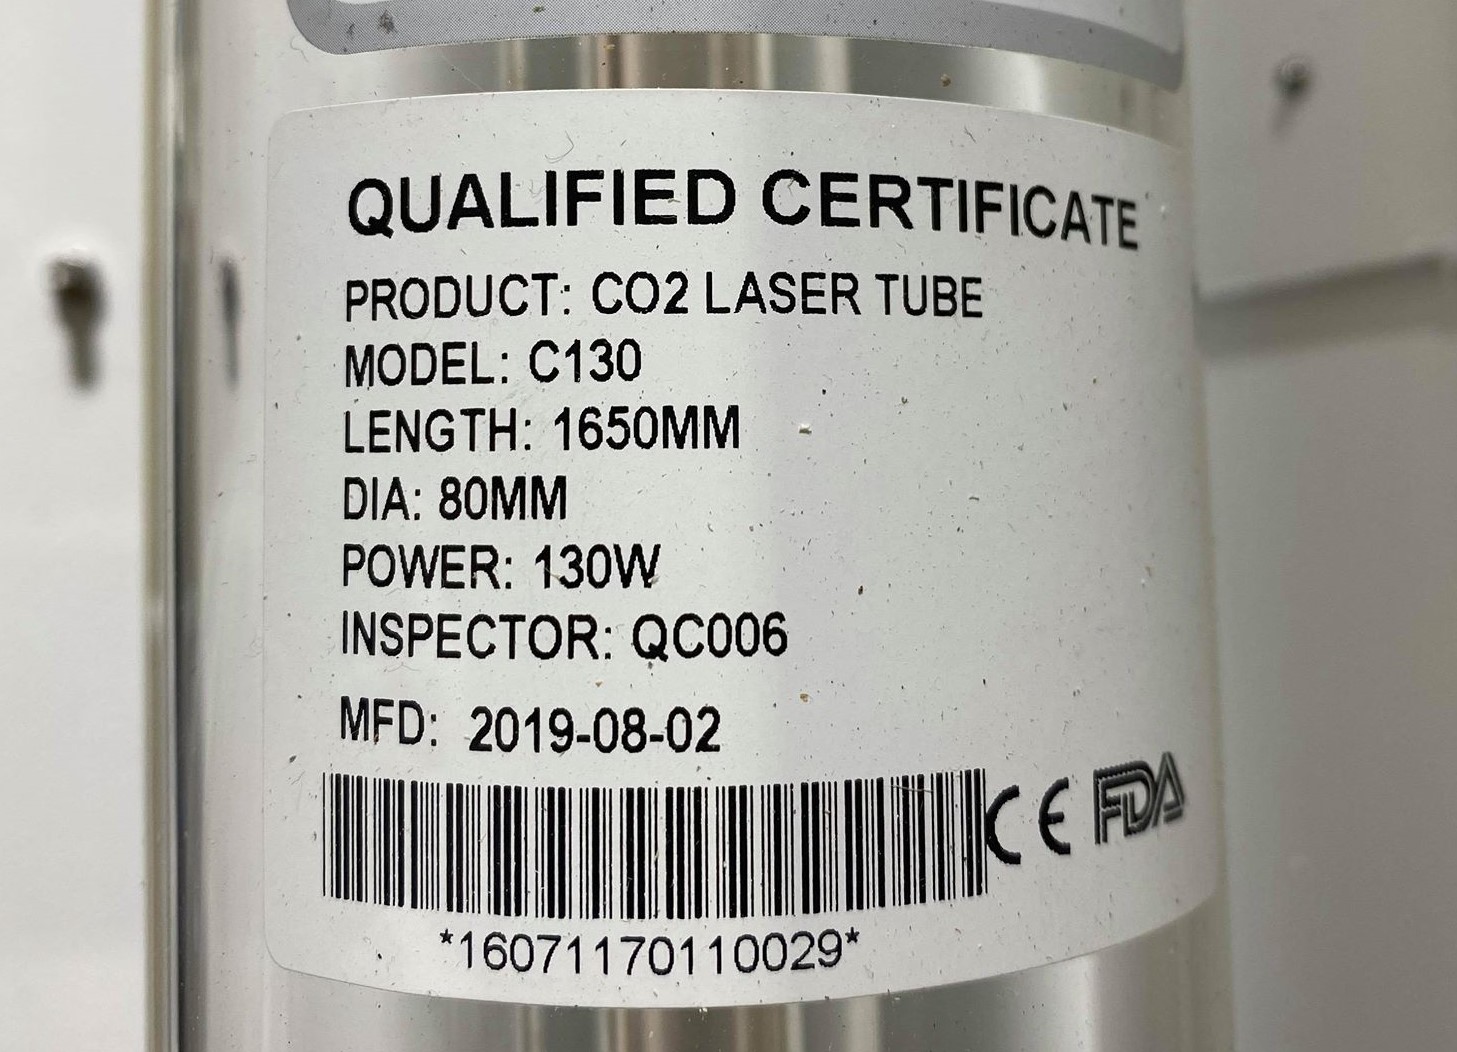 QUALIFIED CERTIFICATE
PRODUCT: CO2 LASER TUBE
MODEL: C130
LENGTH: 1650MM
DIA: 80MM
POWER: 130W
INSPECTOR: QC006
MFD: 2019-08-02
CE FDA
*16071170110029*